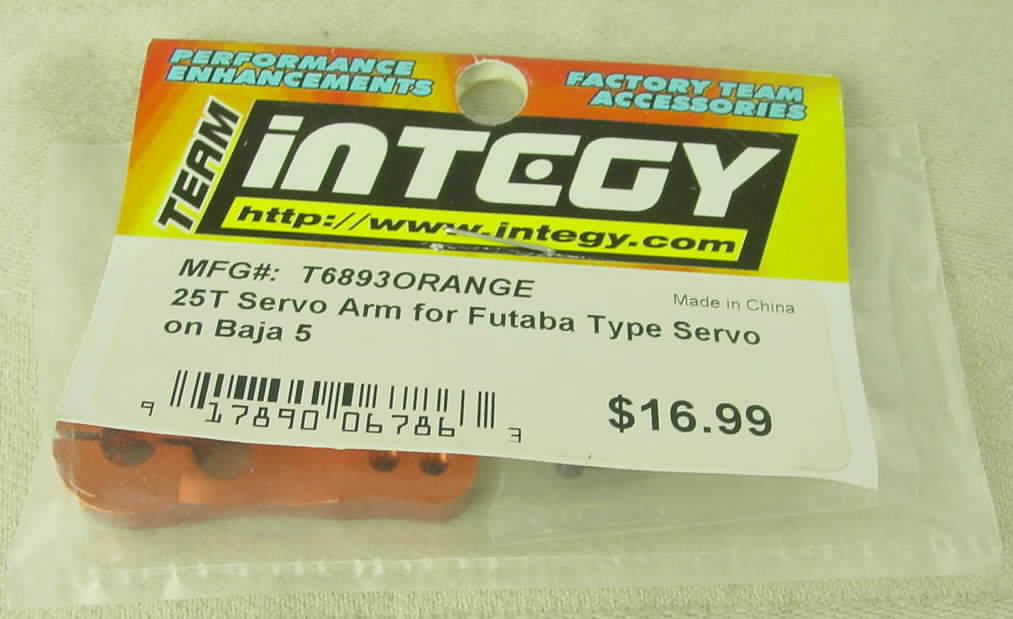 PERFORMANCE
ENHANCEMENTS
FACTORY TEAM
ACCESSORIES
TEAM
iNTEGY
http://www.integy.com
MFG#: T6893ORANGE
Made in China
25T Servo Arm for Futaba Type Servo
on Baja 5
$16.99
9 17890 06786 3